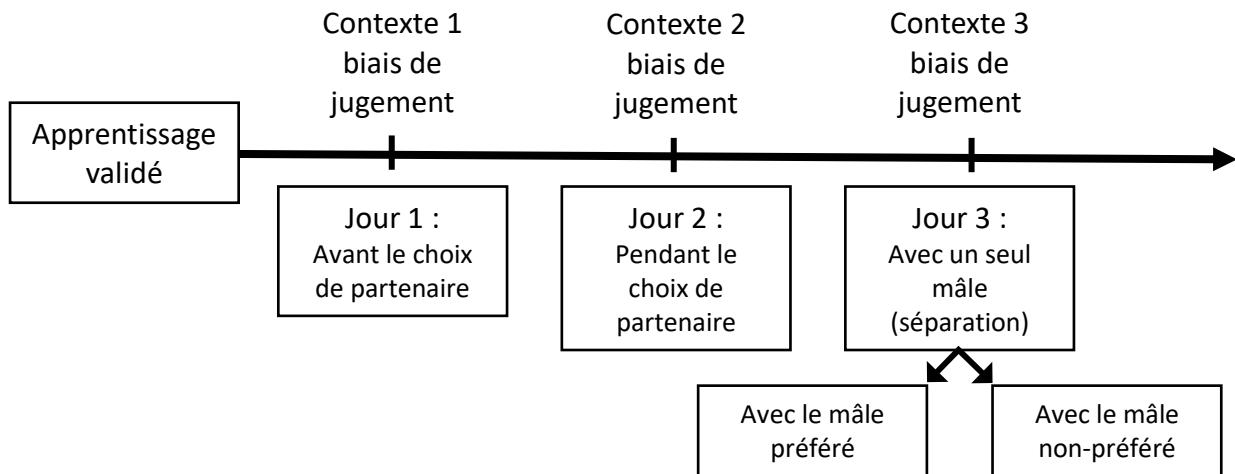 Contexte 1
biais de
jugement
Contexte 2
biais de
jugement
Contexte 3
biais de
jugement
Apprentissage
validé
Jour 1 :
Avant le choix
de partenaire
Jour 2 :
Pendant le
choix de
partenaire
Jour 3 :
Avec un seul
mâle
(séparation)
Avec le mâle
préféré
Avec le mâle
non-préféré